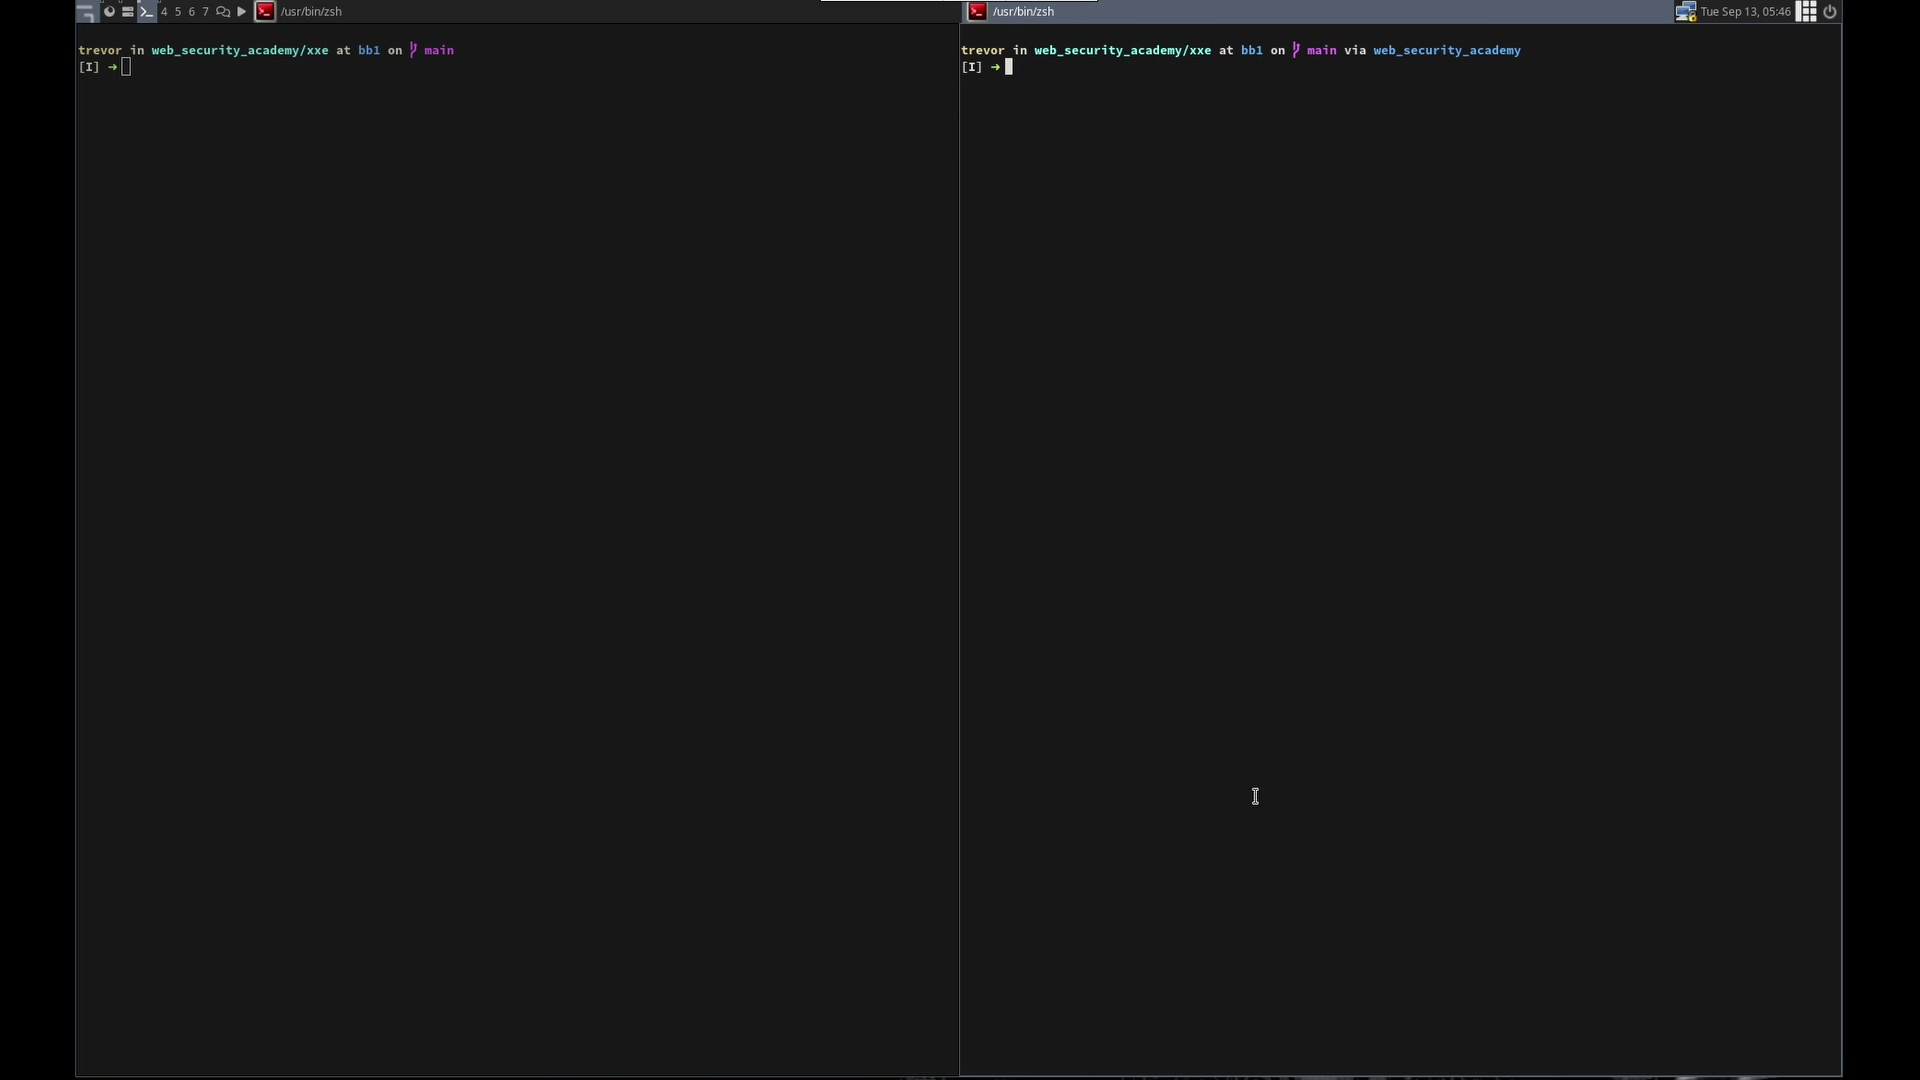 4 5 6 7 /usr/bin/zsh
/usr/bin/zsh
Tue Sep 13, 05:46
trevor in web_security_academy/xxe at bb1 on main
[I] →
trevor in web_security_academy/xxe at bb1 on main via web_security_academy
[I] →